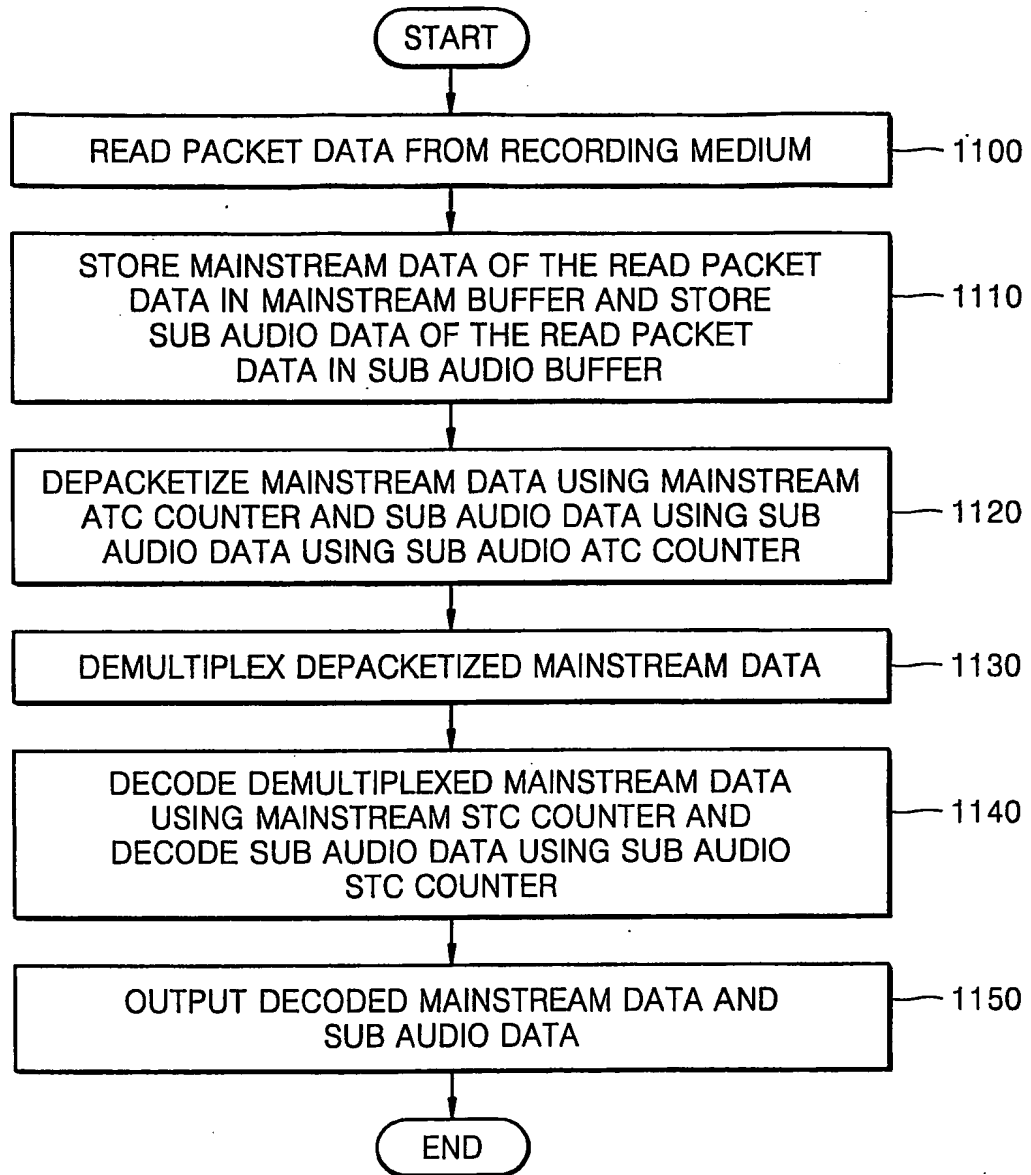 START
READ PACKET DATA FROM RECORDING MEDIUM
1100
STORE MAINSTREAM DATA OF THE READ PACKET
DATA IN MAINSTREAM BUFFER AND STORE
SUB AUDIO DATA OF THE READ PACKET
DATA IN SUB AUDIO BUFFER
1110
DEPACKETIZE MAINSTREAM DATA USING MAINSTREAM
ATC COUNTER AND SUB AUDIO DATA USING SUB
AUDIO DATA USING SUB AUDIO ATC COUNTER
1120
DEMULTIPLEX DEPACKETIZED MAINSTREAM DATA
1130
DECODE DEMULTIPLEXED MAINSTREAM DATA
USING MAINSTREAM STC COUNTER AND
DECODE SUB AUDIO DATA USING SUB AUDIO
STC COUNTER
1140
OUTPUT DECODED MAINSTREAM DATA AND
SUB AUDIO DATA
1150
END